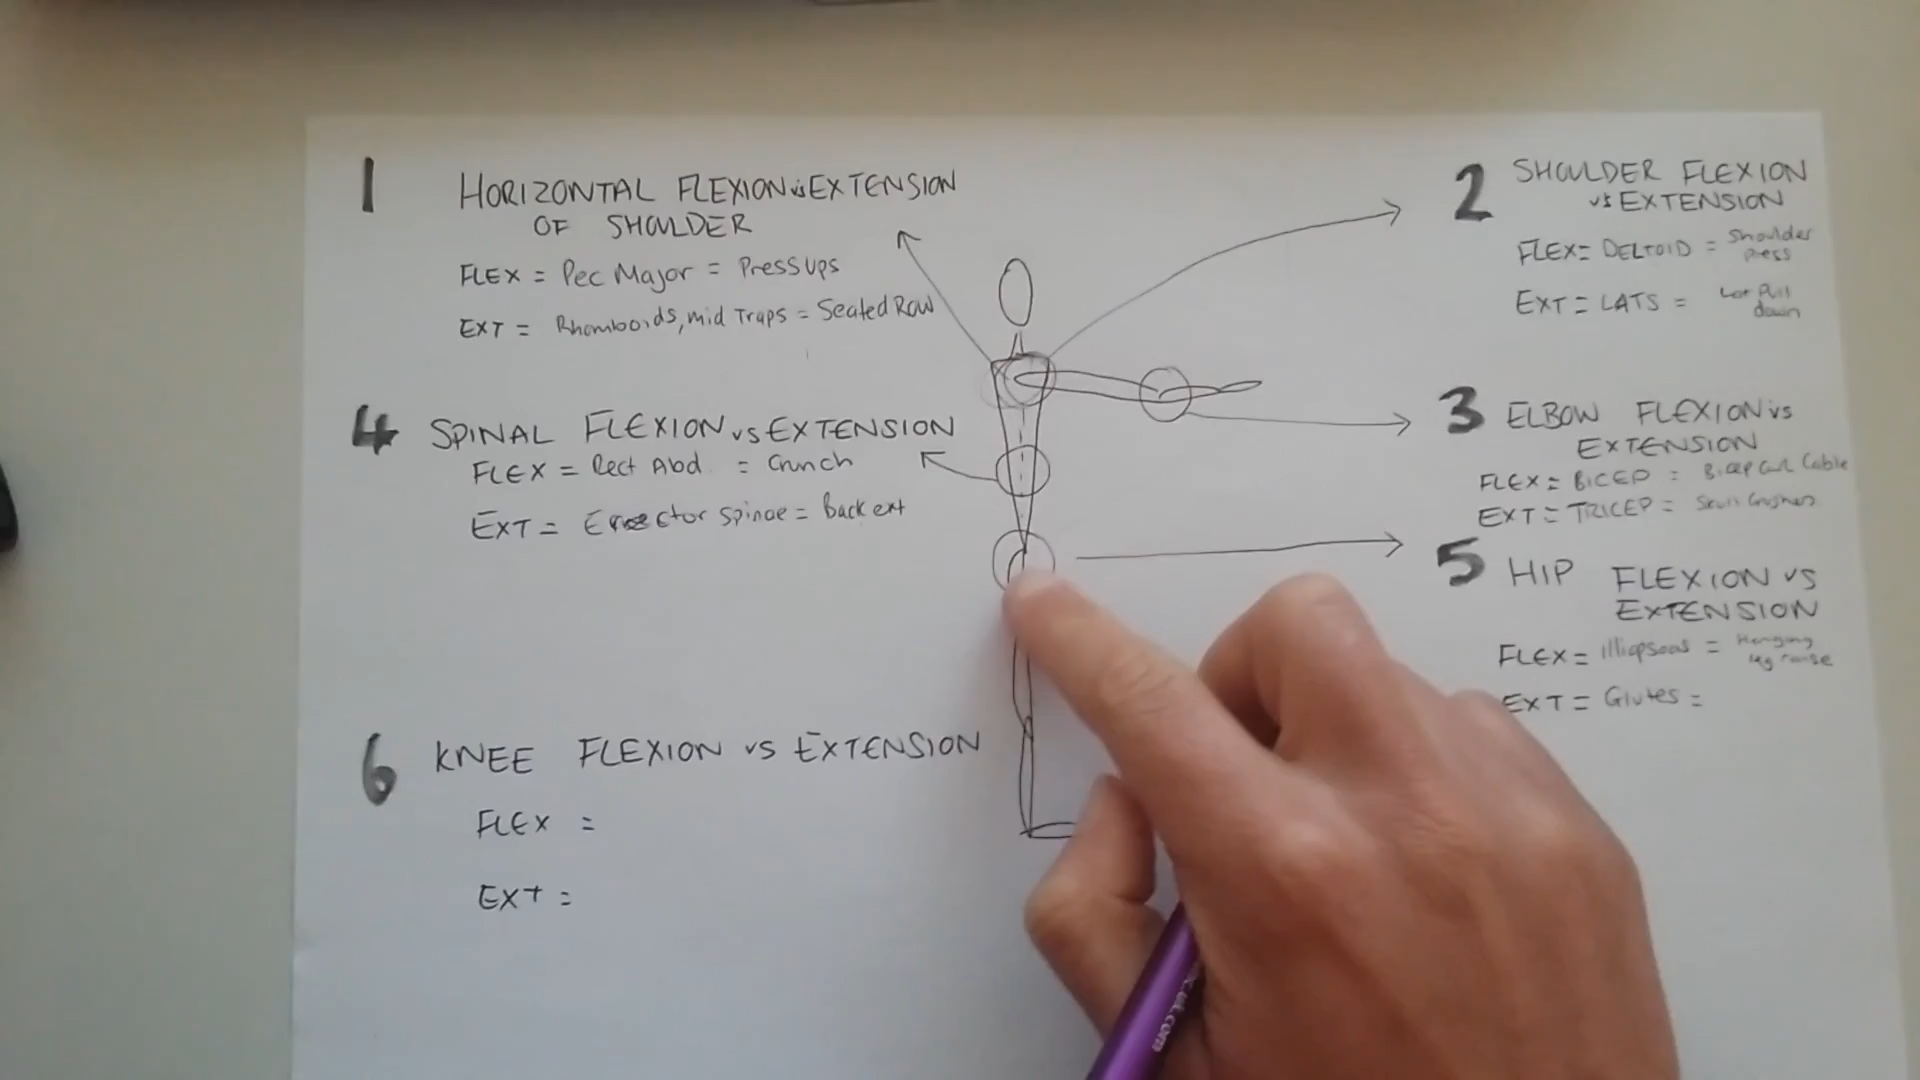 1
HORIZONTAL FLEXION vs EXTENSION
OF SHOULDER
FLEX = Pec Major = Press ups
EXT = Rhomboids, mid Traps = Seated Row
2
SHOULDER FLEXION
vs EXTENSION
FLEX = DELTOID = Shoulder
press
EXT = LATS = Lat Pull
down
4
SPINAL FLEXION vs EXTENSION
FLEX = Rect Abd. = Crunch
EXT = Erector spinae = Back ext
3
ELBOW FLEXION vs
EXTENSION
FLEX = BICEP = Bicep Curl Cable
EXT = TRICEP = Skull Crushers
5
HIP FLEXION vs
EXTENSION
FLEX = illiopsoas = Hanging
leg raise
EXT = Glutes =
6
KNEE FLEXION vs EXTENSION
FLEX =
EXT =